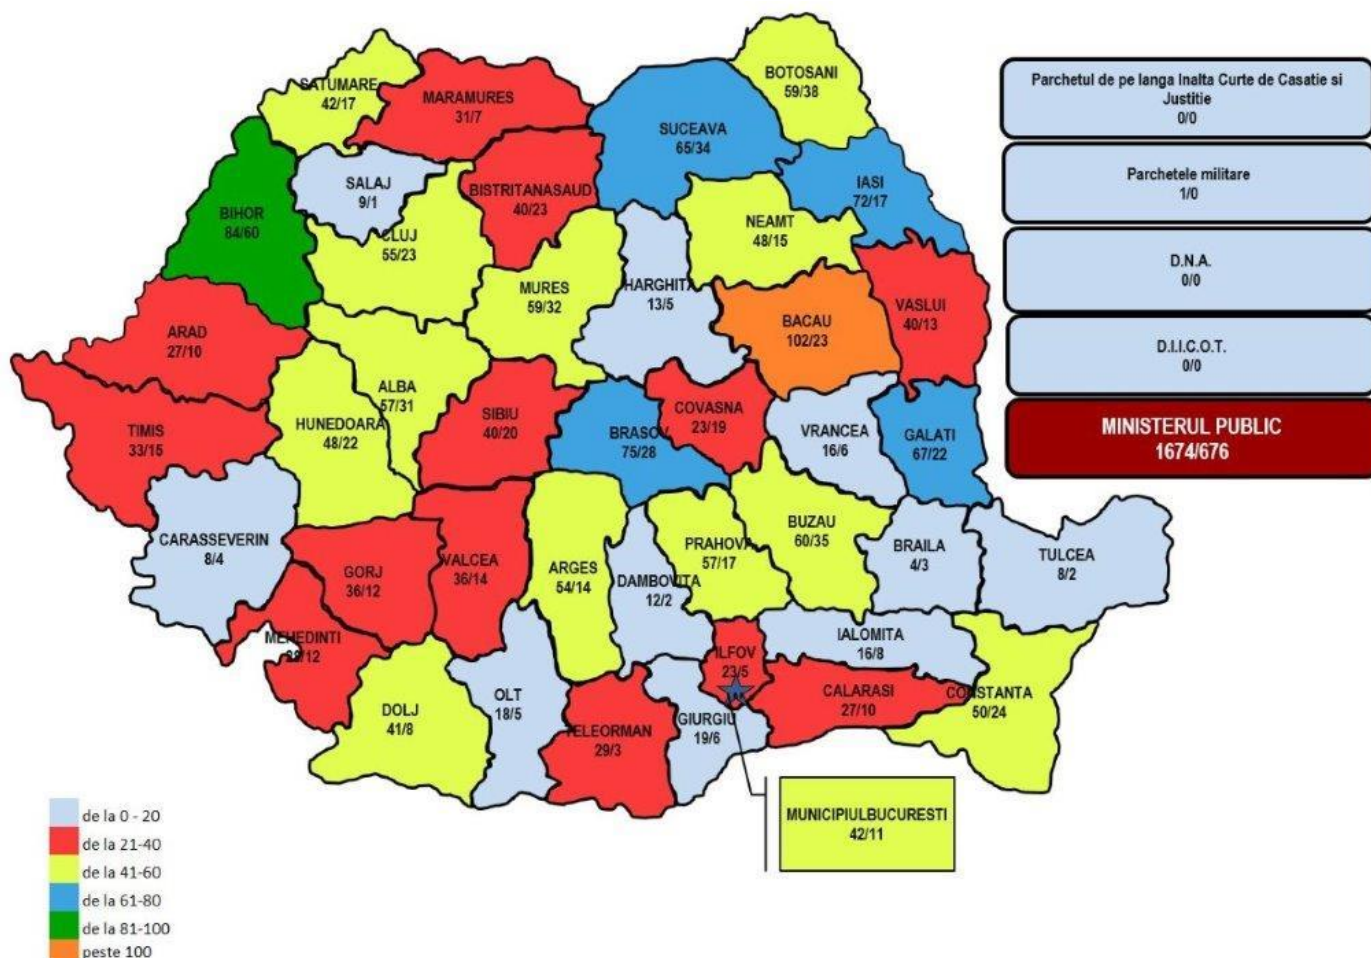 SATUMARE
42/17
MARAMURES
31/7
BOTOSANI
59/38
SUCEAVA
65/34
IASI
72/17
SALAJ
9/1
BISTRITANASAUD
40/23
BIHOR
84/60
CLUJ
55/23
NEAMT
48/15
MURES
59/32
HARGHITA
13/5
BACAU
102/23
VASLUI
40/13
ARAD
27/10
ALBA
57/31
SIBIU
40/20
COVASNA
23/19
TIMIS
33/15
HUNEDOARA
48/22
BRASOV
75/28
VRANCEA
16/6
GALATI
67/22
CARASSEVERIN
8/4
GORJ
36/12
VALCEA
36/14
ARGES
54/14
DAMBOVITA
12/2
PRAHOVA
57/17
BUZAU
60/35
BRAILA
4/3
TULCEA
8/2
MEHEDINTI
/12
DOLJ
41/8
OLT
18/5
TELEORMAN
29/3
GIURGIU
19/6
ILFOV
23/5
IALOMITA
16/8
CALARASI
27/10
CONSTANTA
50/24
MUNICIPIULBUCURESTI
42/11
Parchetul de pe langa Inalta Curte de Casatie si
Justitie
0/0
Parchetele militare
1/0
D.N.A.
0/0
D.I.I.C.O.T.
0/0
MINISTERUL PUBLIC
1674/676
de la 0 - 20
de la 21-40
de la 41-60
de la 61-80
de la 81-100
peste 100